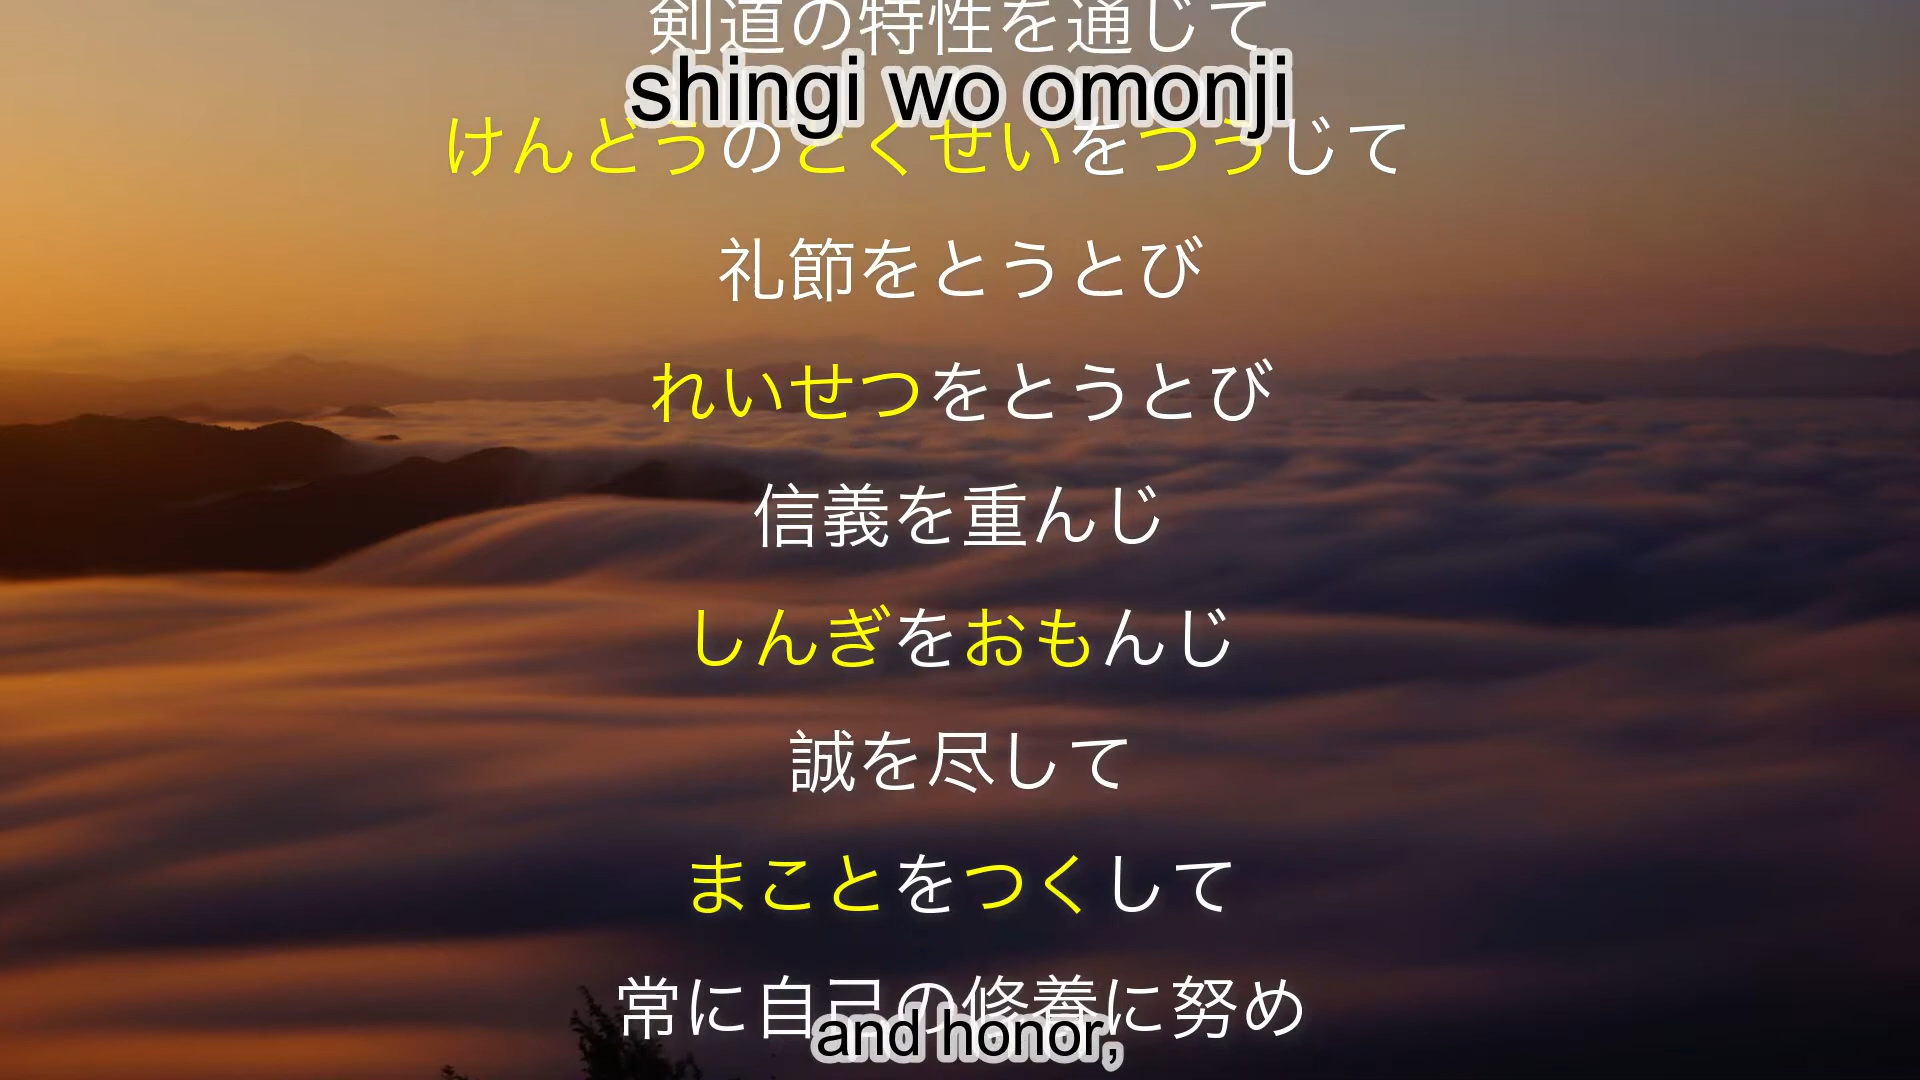 剣道の特性を通じて
shingi wo omonji
けんどうのとくせいをつうじて
礼節をとうとび
れいせつをとうとび
信義を重んじ
しんぎをおもんじ
誠を尽して
まことをつくして
常に自己の修養に努め
and honor,